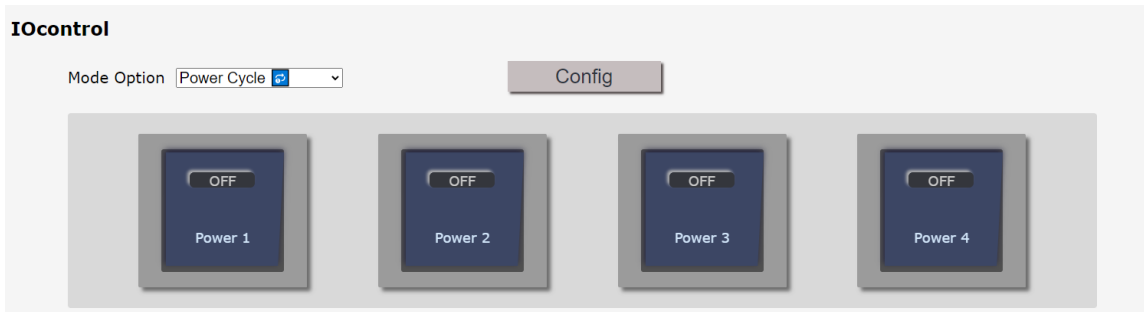 IOcontrol
Mode Option Power Cycle Config
OFF OFF OFF OFF
Power 1 Power 2 Power 3 Power 4